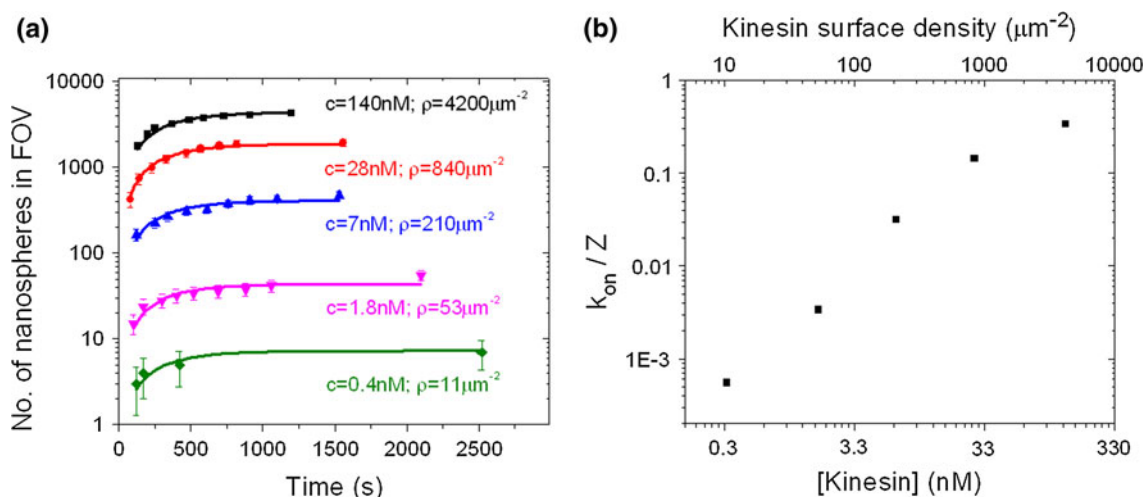 (a)
No. of nanospheres in FOV
10000
1000
100
10
1
c=140nM; ρ=4200μm⁻²
c=28nM; ρ=840μm⁻²
c=7nM; ρ=210μm⁻²
c=1.8nM; ρ=53μm⁻²
c=0.4nM; ρ=11μm⁻²
0 500 1000 1500 2000 2500
Time (s)
(b)
Kinesin surface density (μm⁻²)
10 100 1000 10000
k_on / Z
1
0.1
0.01
1E-3
0.3 3.3 33 330
[Kinesin] (nM)